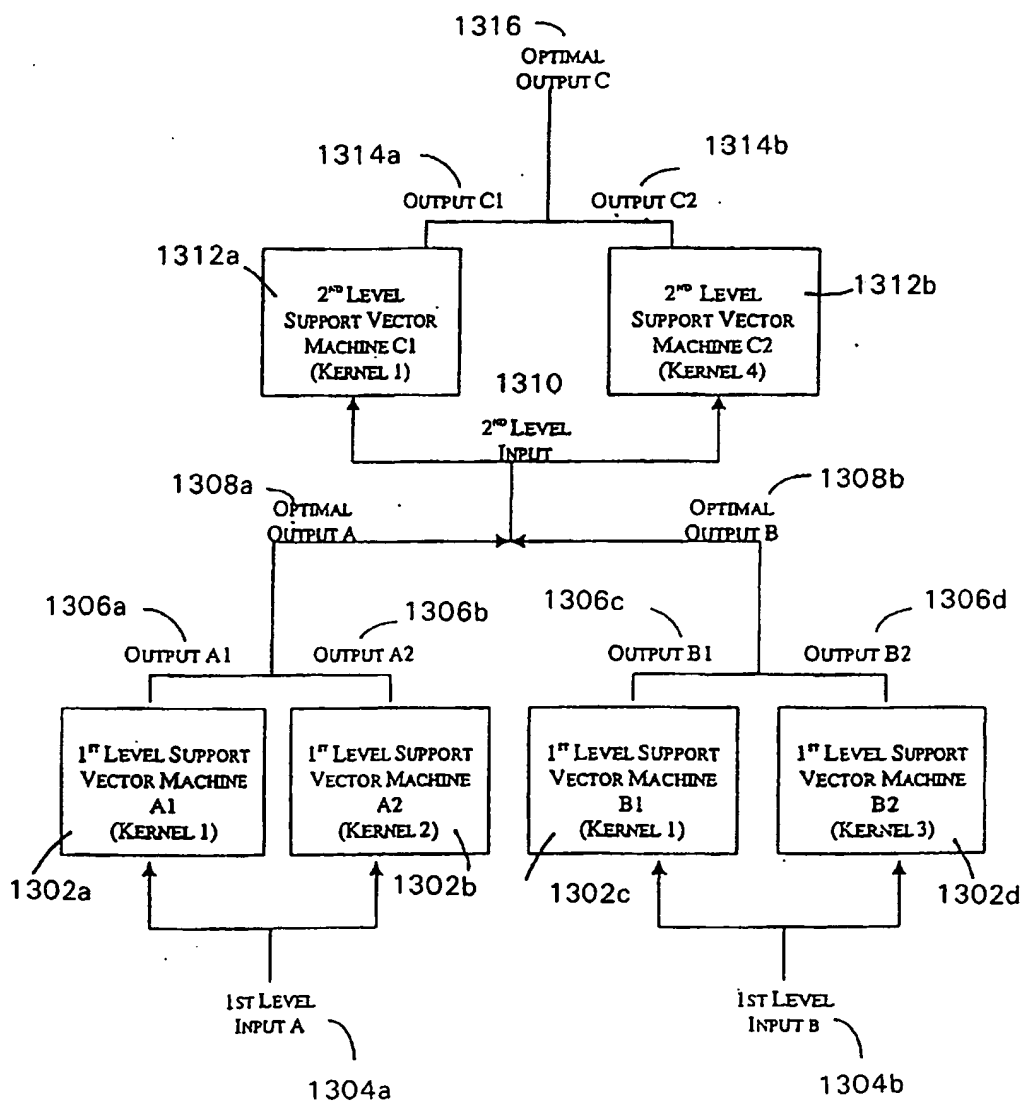 1316
OPTIMAL
OUTPUT C
1314a
1314b
OUTPUT C1
OUTPUT C2
1312a
1312b
2ND LEVEL
SUPPORT VECTOR
MACHINE C1
(KERNEL 1)
2ND LEVEL
SUPPORT VECTOR
MACHINE C2
(KERNEL 4)
1310
2ND LEVEL
INPUT
1308a
1308b
OPTIMAL
OUTPUT A
OPTIMAL
OUTPUT B
1306a
1306b
1306c
1306d
OUTPUT A1
OUTPUT A2
OUTPUT B1
OUTPUT B2
1ST LEVEL SUPPORT
VECTOR MACHINE
A1
(KERNEL 1)
1ST LEVEL SUPPORT
VECTOR MACHINE
A2
(KERNEL 2)
1ST LEVEL SUPPORT
VECTOR MACHINE
B1
(KERNEL 1)
1ST LEVEL SUPPORT
VECTOR MACHINE
B2
(KERNEL 3)
1302a
1302b
1302c
1302d
1ST LEVEL
INPUT A
1ST LEVEL
INPUT B
1304a
1304b